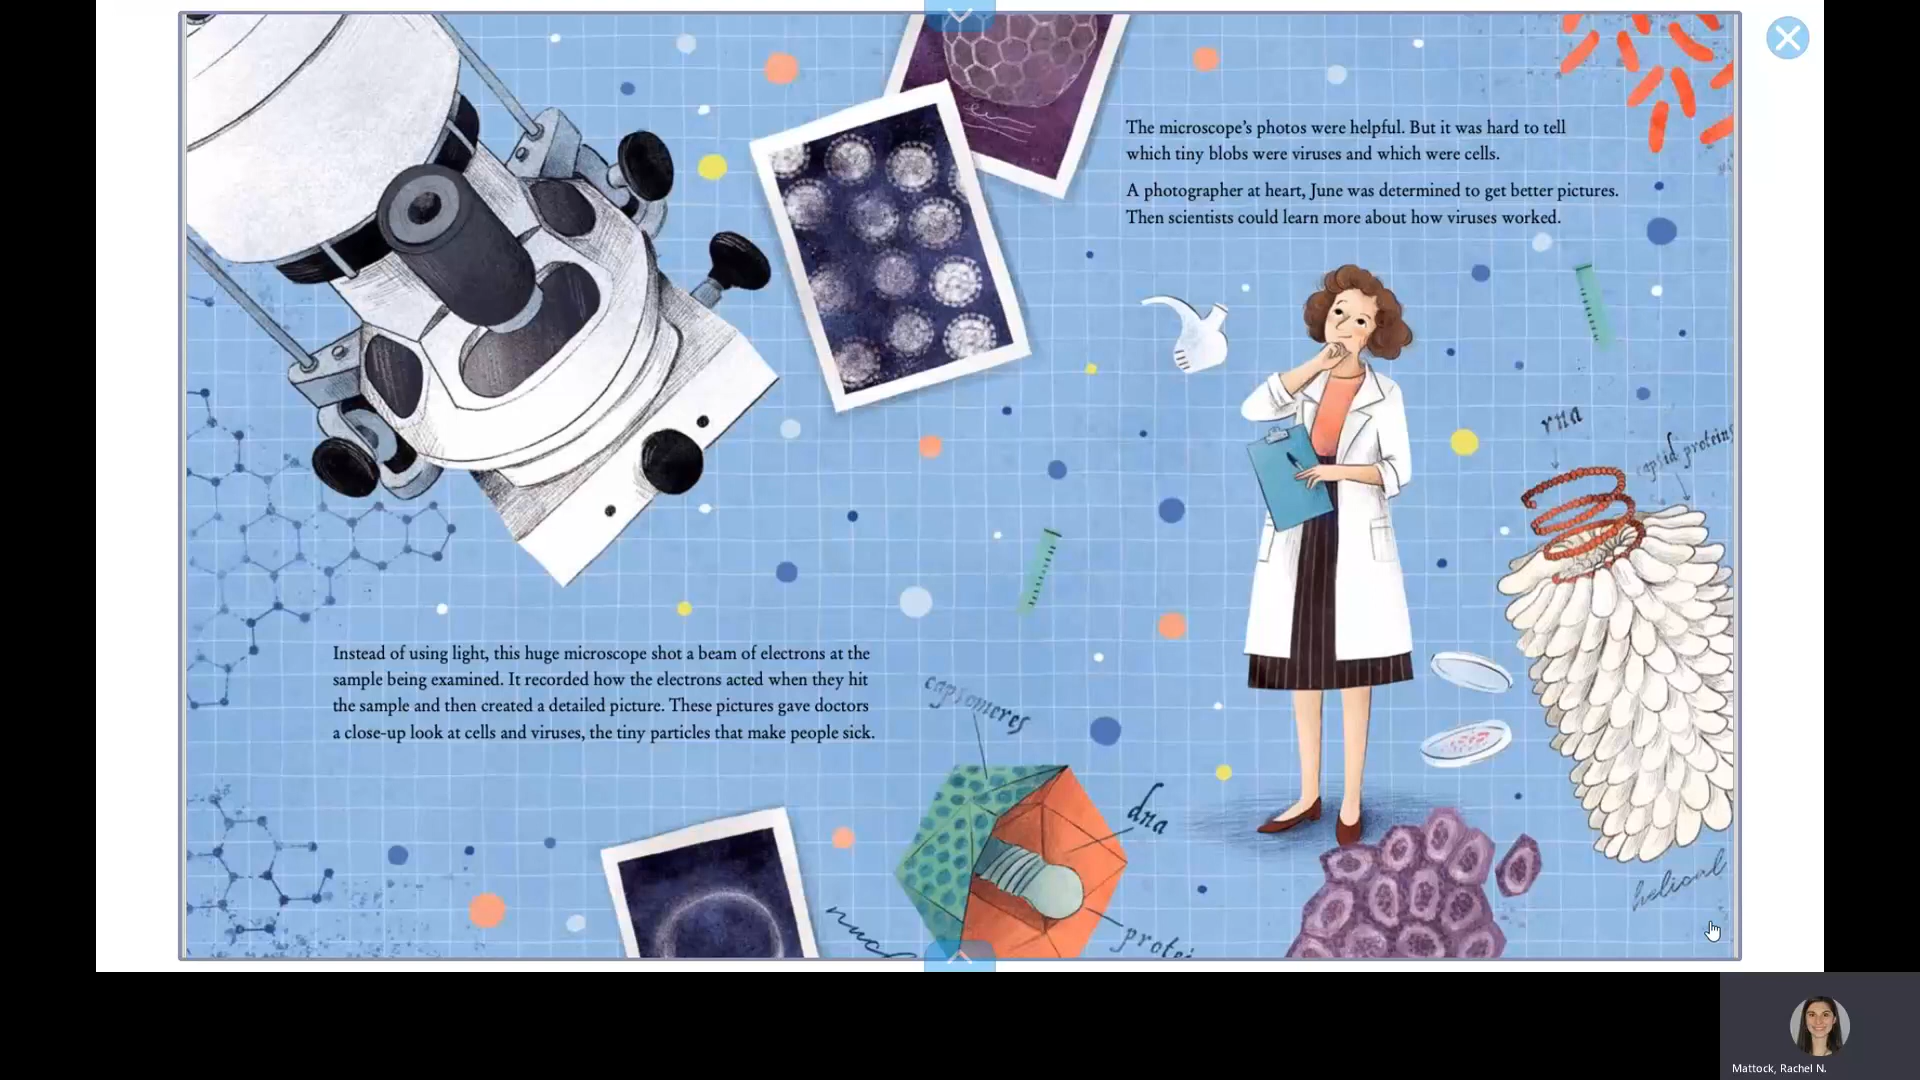 The microscope’s photos were helpful. But it was hard to tell
which tiny blobs were viruses and which were cells.
A photographer at heart, June was determined to get better pictures.
Then scientists could learn more about how viruses worked.
rna
capsid proteins
Instead of using light, this huge microscope shot a beam of electrons at the
sample being examined. It recorded how the electrons acted when they hit
the sample and then created a detailed picture. These pictures gave doctors
a close-up look at cells and viruses, the tiny particles that make people sick.
capsomeres
dna
helical
nucl
protei
Mattock, Rachel N.